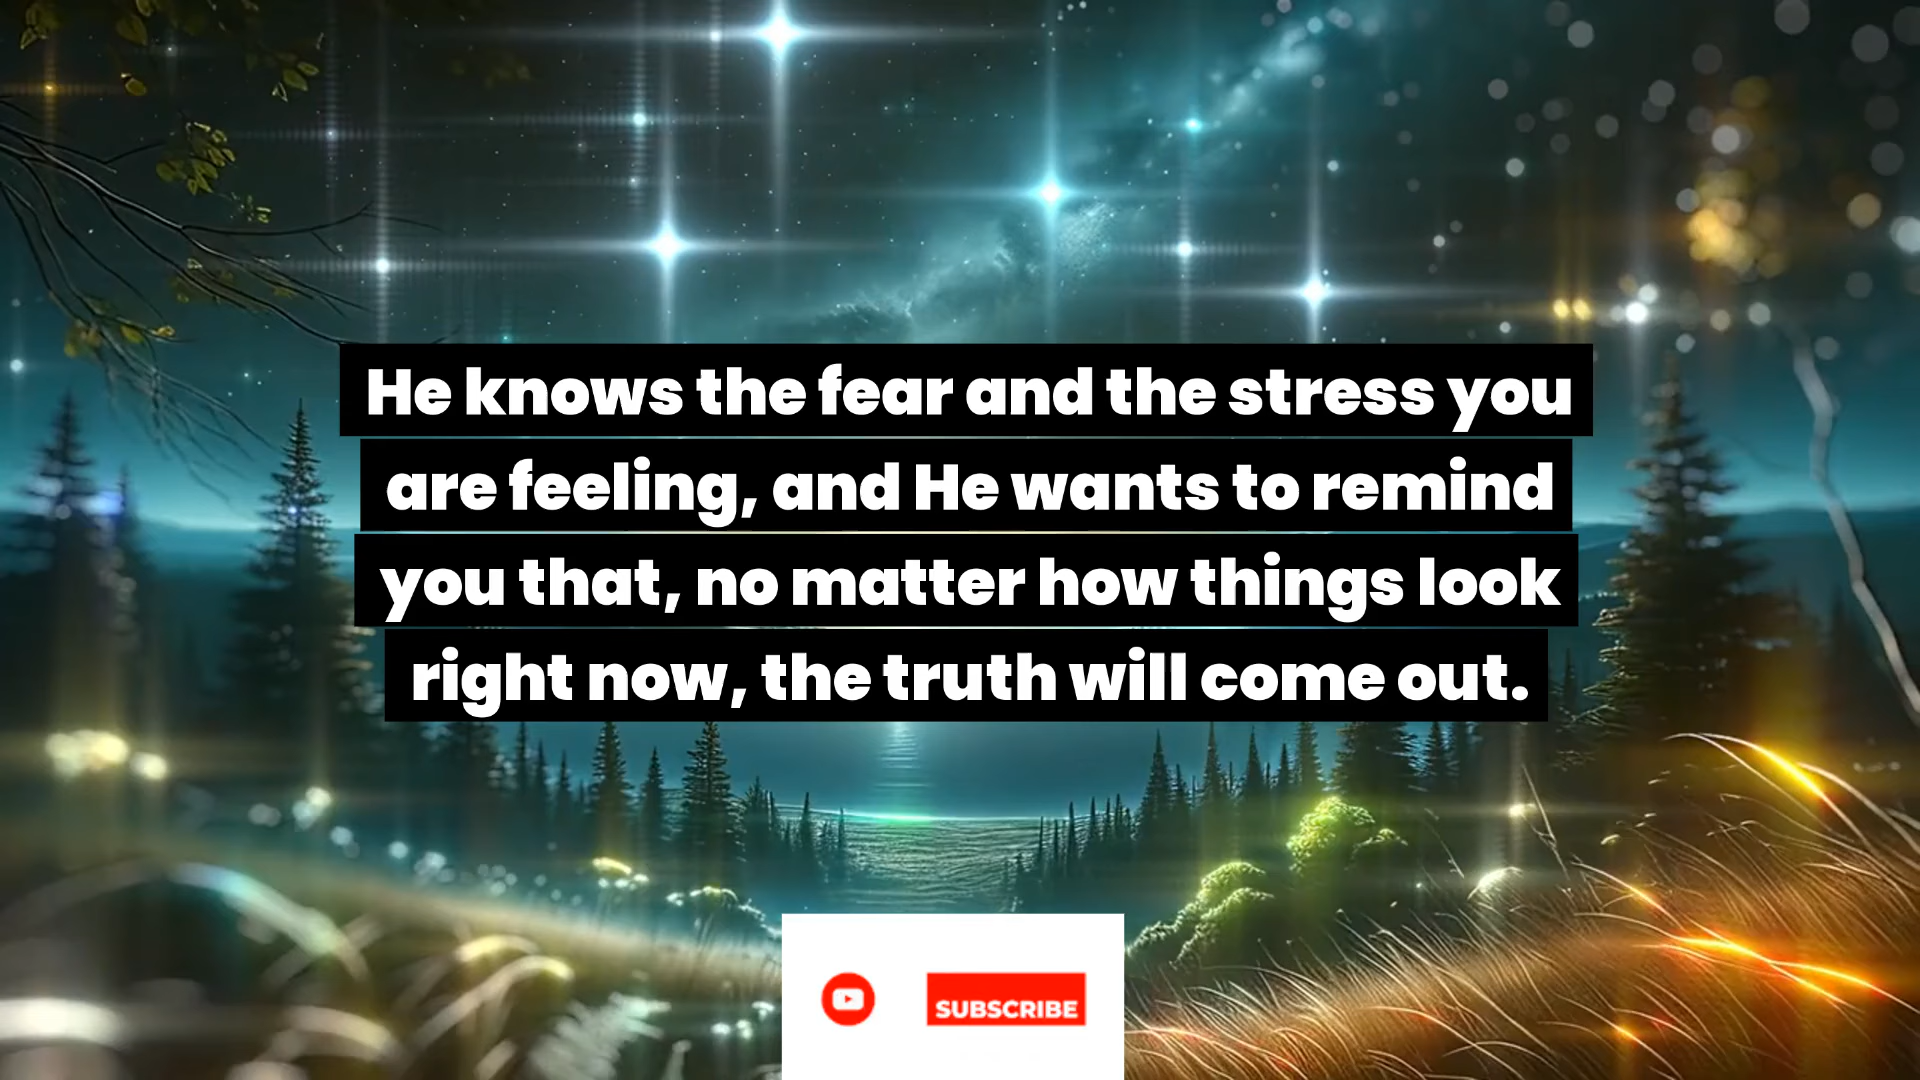 He knows the fear and the stress you
are feeling, and He wants to remind
you that, no matter how things look
right now, the truth will come out.
SUBSCRIBE